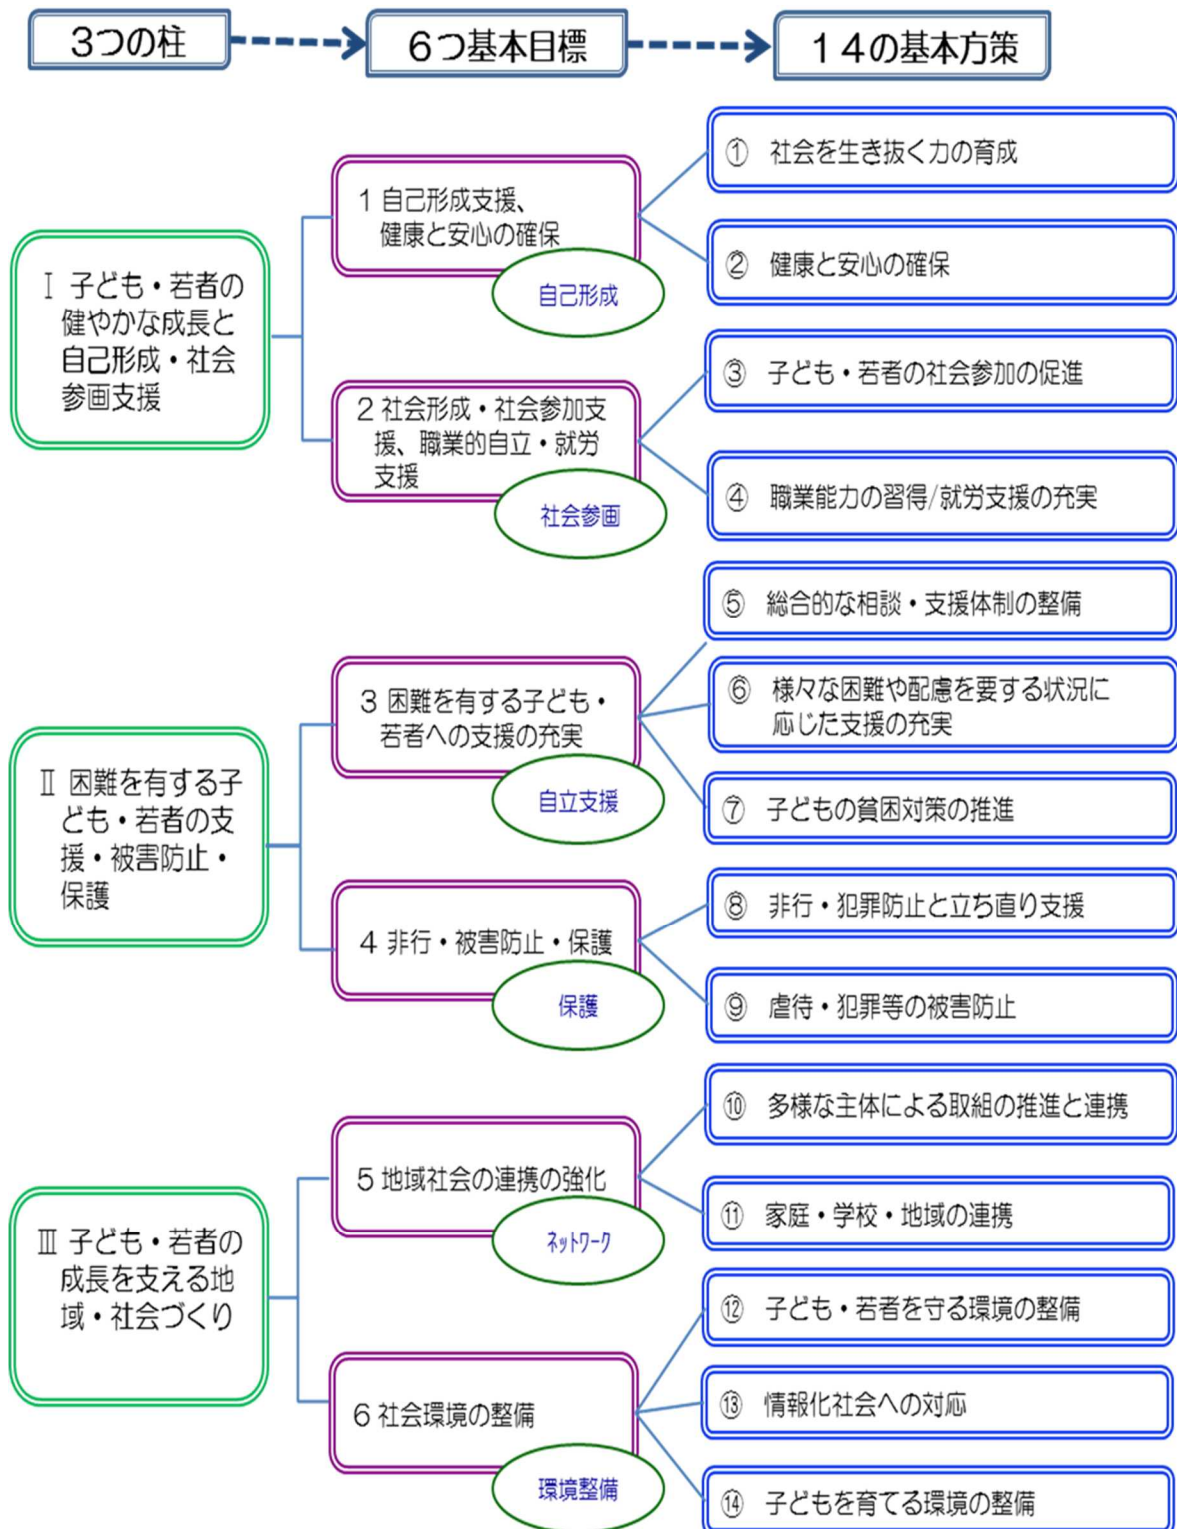 3つの柱
6つ基本目標
14の基本方策
Ⅰ 子ども・若者の
健やかな成長と
自己形成・社会
参画支援
1 自己形成支援、
健康と安心の確保
自己形成
① 社会を生き抜く力の育成
② 健康と安心の確保
2 社会形成・社会参加支
援、職業的自立・就労
支援
社会参画
③ 子ども・若者の社会参加の促進
④ 職業能力の習得/就労支援の充実
Ⅱ 困難を有する子
ども・若者の支
援・被害防止・
保護
3 困難を有する子ども・
若者への支援の充実
自立支援
⑤ 総合的な相談・支援体制の整備
⑥ 様々な困難や配慮を要する状況に
応じた支援の充実
⑦ 子どもの貧困対策の推進
4 非行・被害防止・保護
保護
⑧ 非行・犯罪防止と立ち直り支援
⑨ 虐待・犯罪等の被害防止
Ⅲ 子ども・若者の
成長を支える地
域・社会づくり
5 地域社会の連携の強化
ネットワーク
⑩ 多様な主体による取組の推進と連携
⑪ 家庭・学校・地域の連携
6 社会環境の整備
環境整備
⑫ 子ども・若者を守る環境の整備
⑬ 情報化社会への対応
⑭ 子どもを育てる環境の整備